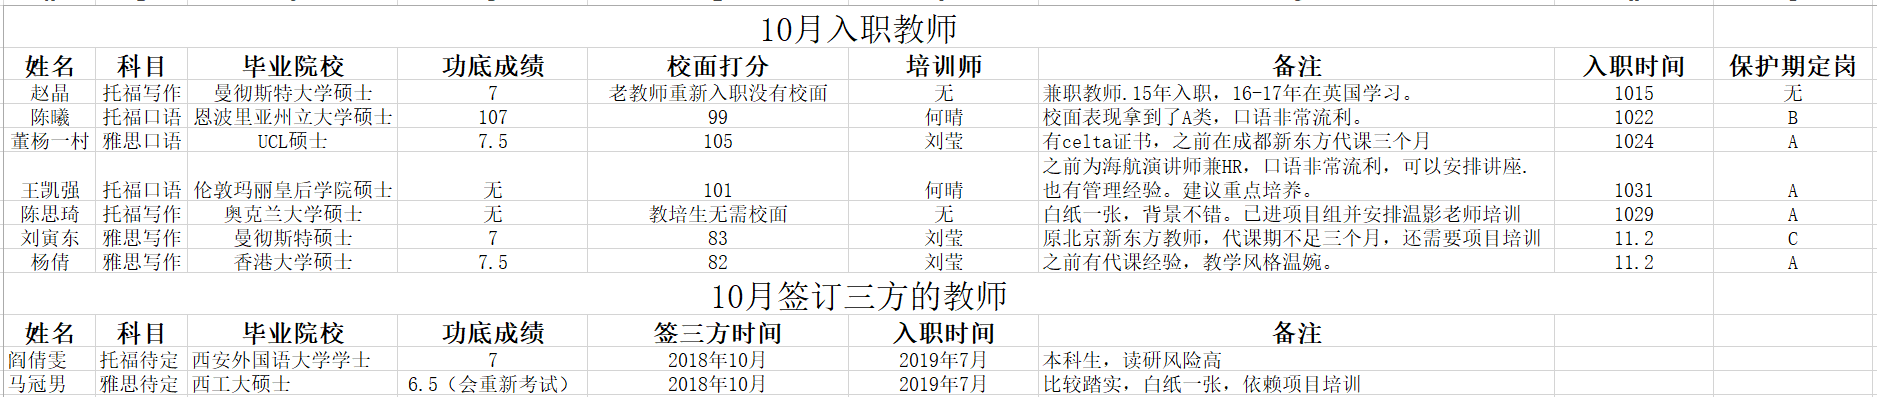 10月入职教师
姓名 科目 毕业院校 功底成绩 校面打分 培训师 备注 入职时间 保护期定岗
赵晶 托福写作 曼彻斯特大学硕士 7 老教师重新入职没有校面 无 兼职教师.15年入职，16-17年在英国学习。 1015 无
陈曦 托福口语 恩波里亚州立大学硕士 107 99 何晴 校面表现拿到了A类，口语非常流利。 1022 B
董杨一村 雅思口语 UCL硕士 7.5 105 刘莹 有celta证书，之前在成都新东方代课三个月 1024 A
之前为海航演讲师兼HR，口语非常流利，可以安排讲座.
王凯强 托福口语 伦敦玛丽皇后学院硕士 无 101 何晴 也有管理经验。建议重点培养。 1031 A
陈思琦 托福写作 奥克兰大学硕士 无 教培生无需校面 无 白纸一张，背景不错。已进项目组并安排温影老师培训 1029 A
刘寅东 雅思写作 曼彻斯特硕士 7 83 刘莹 原北京新东方教师，代课期不足三个月，还需要项目培训 11.2 C
杨倩 雅思写作 香港大学硕士 7.5 82 刘莹 之前有代课经验，教学风格温婉。 11.2 A
10月签订三方的教师
姓名 科目 毕业院校 功底成绩 签三方时间 入职时间 备注
阎倩雯 托福待定 西安外国语大学学士 7 2018年10月 2019年7月 本科生，读研风险高
马冠男 雅思待定 西工大硕士 6.5（会重新考试） 2018年10月 2019年7月 比较踏实，白纸一张，依赖项目培训